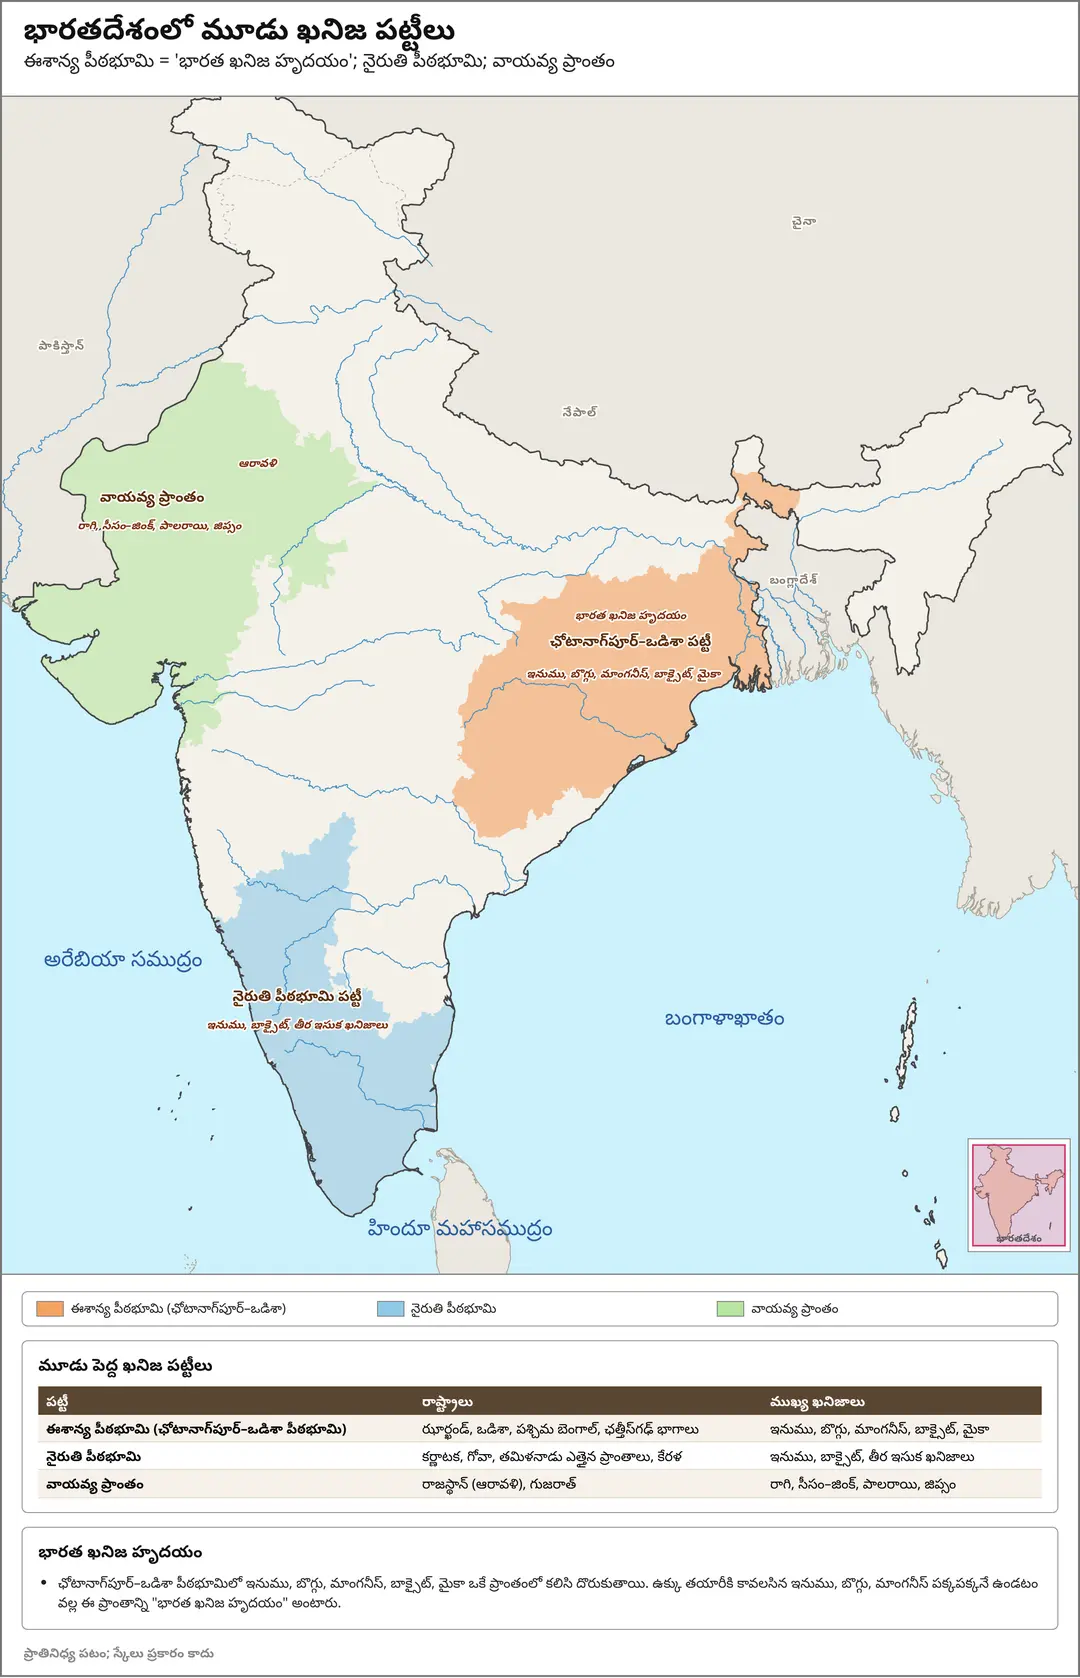 భారతదేశంలో మూడు ఖనిజ పట్టీలు
ఈశాన్య పీఠభూమి = 'భారత ఖనిజ హృదయం'; నైరుతి పీఠభూమి; వాయవ్య ప్రాంతం
చైనా
పాకిస్తాన్
నేపాల్
ఆరావళి
వాయవ్య ప్రాంతం
రాగి, సీసం-జింక్, పాలరాయి, జిప్సం
బంగ్లాదేశ్
భారత ఖనిజ హృదయం
ఛోటానాగ్‌పూర్-ఒడిశా పట్టీ
ఇనుము, బొగ్గు, మాంగనీస్, బాక్సైట్, మైకా
అరేబియా సముద్రం
నైరుతి పీఠభూమి పట్టీ
ఇనుము, బాక్సైట్, తీర ఇసుక ఖనిజాలు
బంగాళాఖాతం
హిందూ మహాసముద్రం
భారతదేశం
ఈశాన్య పీఠభూమి (ఛోటానాగ్‌పూర్-ఒడిశా) నైరుతి పీఠభూమి వాయవ్య ప్రాంతం
మూడు పెద్ద ఖనిజ పట్టీలు
పట్టీ రాష్ట్రాలు ముఖ్య ఖనిజాలు
ఈశాన్య పీఠభూమి (ఛోటానాగ్‌పూర్-ఒడిశా పీఠభూమి) ఝార్ఖండ్, ఒడిశా, పశ్చిమ బెంగాల్, ఛత్తీస్‌గఢ్ భాగాలు ఇనుము, బొగ్గు, మాంగనీస్, బాక్సైట్, మైకా
నైరుతి పీఠభూమి కర్ణాటక, గోవా, తమిళనాడు ఎత్తైన ప్రాంతాలు, కేరళ ఇనుము, బాక్సైట్, తీర ఇసుక ఖనిజాలు
వాయవ్య ప్రాంతం రాజస్థాన్ (ఆరావళి), గుజరాత్ రాగి, సీసం-జింక్, పాలరాయి, జిప్సం
భారత ఖనిజ హృదయం
• ఛోటానాగ్‌పూర్-ఒడిశా పీఠభూమిలో ఇనుము, బొగ్గు, మాంగనీస్, బాక్సైట్, మైకా ఒకే ప్రాంతంలో కలిసి దొరుకుతాయి. ఉక్కు తయారీకి కావలసిన ఇనుము, బొగ్గు, మాంగనీస్ పక్కపక్కనే ఉండటం
వల్ల ఈ ప్రాంతాన్ని "భారత ఖనిజ హృదయం" అంటారు.
ప్రాతినిధ్య పటం; స్కేలు ప్రకారం కాదు